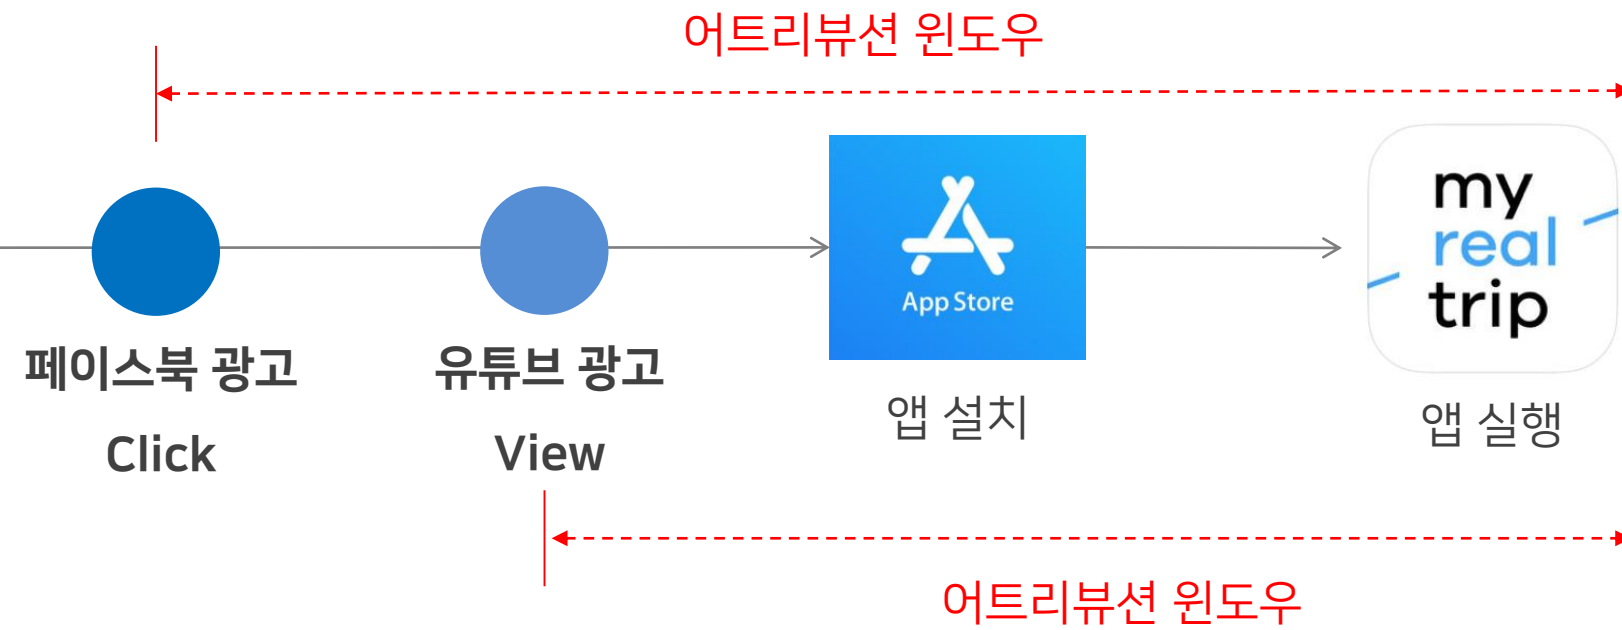 어트리뷰션 윈도우
App Store
my
real
trip
페이스북 광고
Click
유튜브 광고
View
앱 설치
앱 실행
어트리뷰션 윈도우